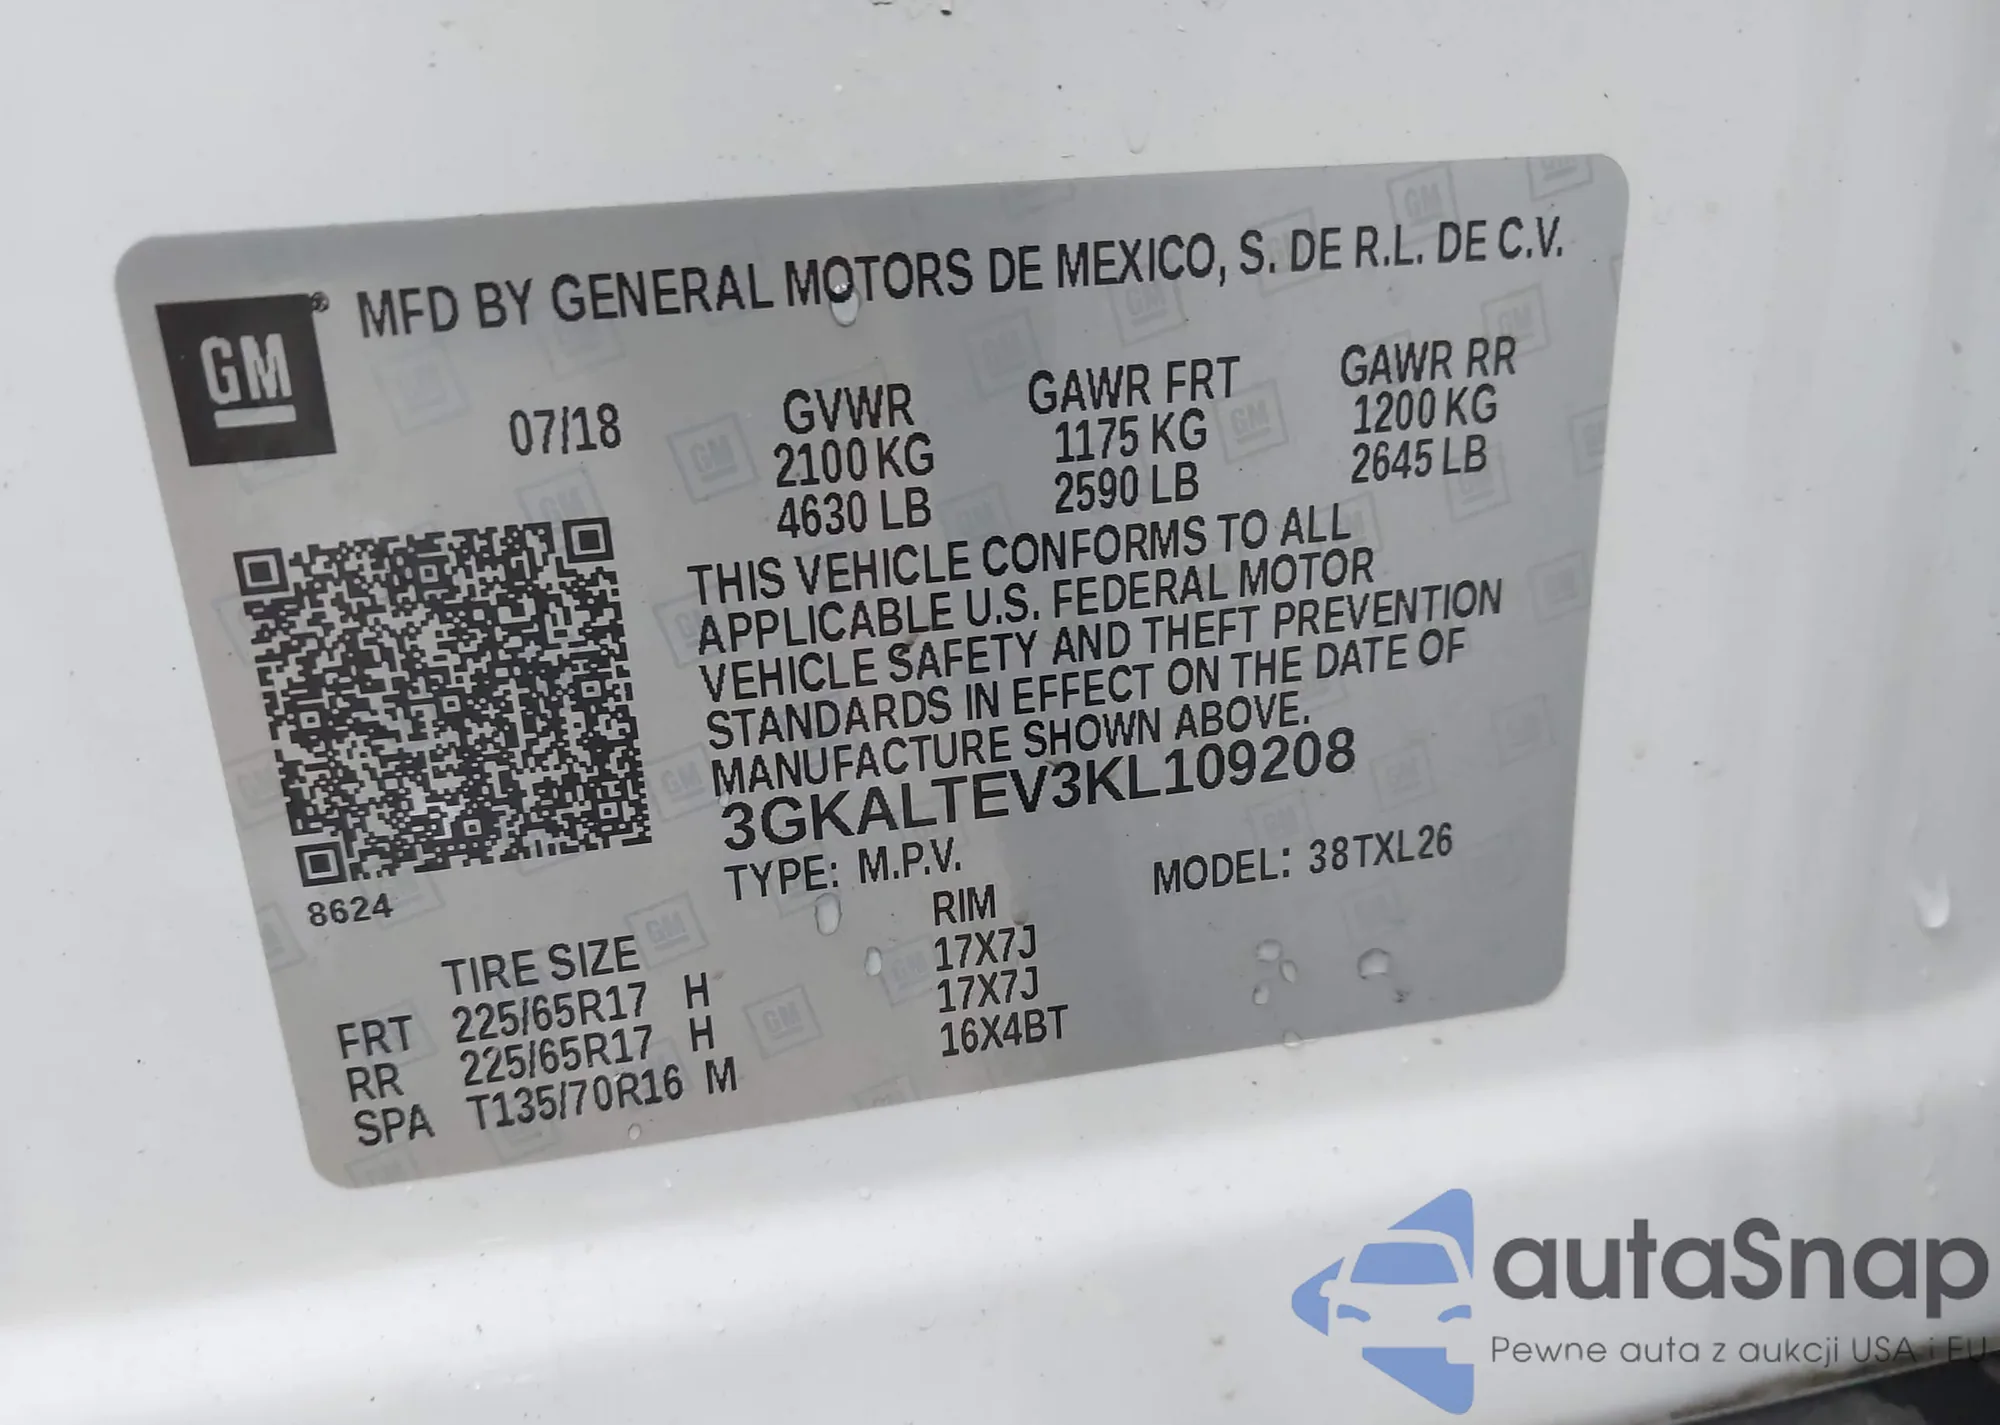 GM ® MFD BY GENERAL MOTORS DE MEXICO, S. DE R.L. DE C.V.
07/18 GVWR GAWR FRT GAWR RR
2100 KG 1175 KG 1200 KG
4630 LB 2590 LB 2645 LB
THIS VEHICLE CONFORMS TO ALL
APPLICABLE U.S. FEDERAL MOTOR
VEHICLE SAFETY AND THEFT PREVENTION
STANDARDS IN EFFECT ON THE DATE OF
MANUFACTURE SHOWN ABOVE.
3GKALTEV3KL109208
TYPE: M.P.V. MODEL: 38TXL26
8624
TIRE SIZE RIM
FRT 225/65R17 H 17X7J
RR 225/65R17 H 17X7J
SPA T135/70R16 M 16X4BT
autaSnap
Pewne auta z aukcji USA i EU